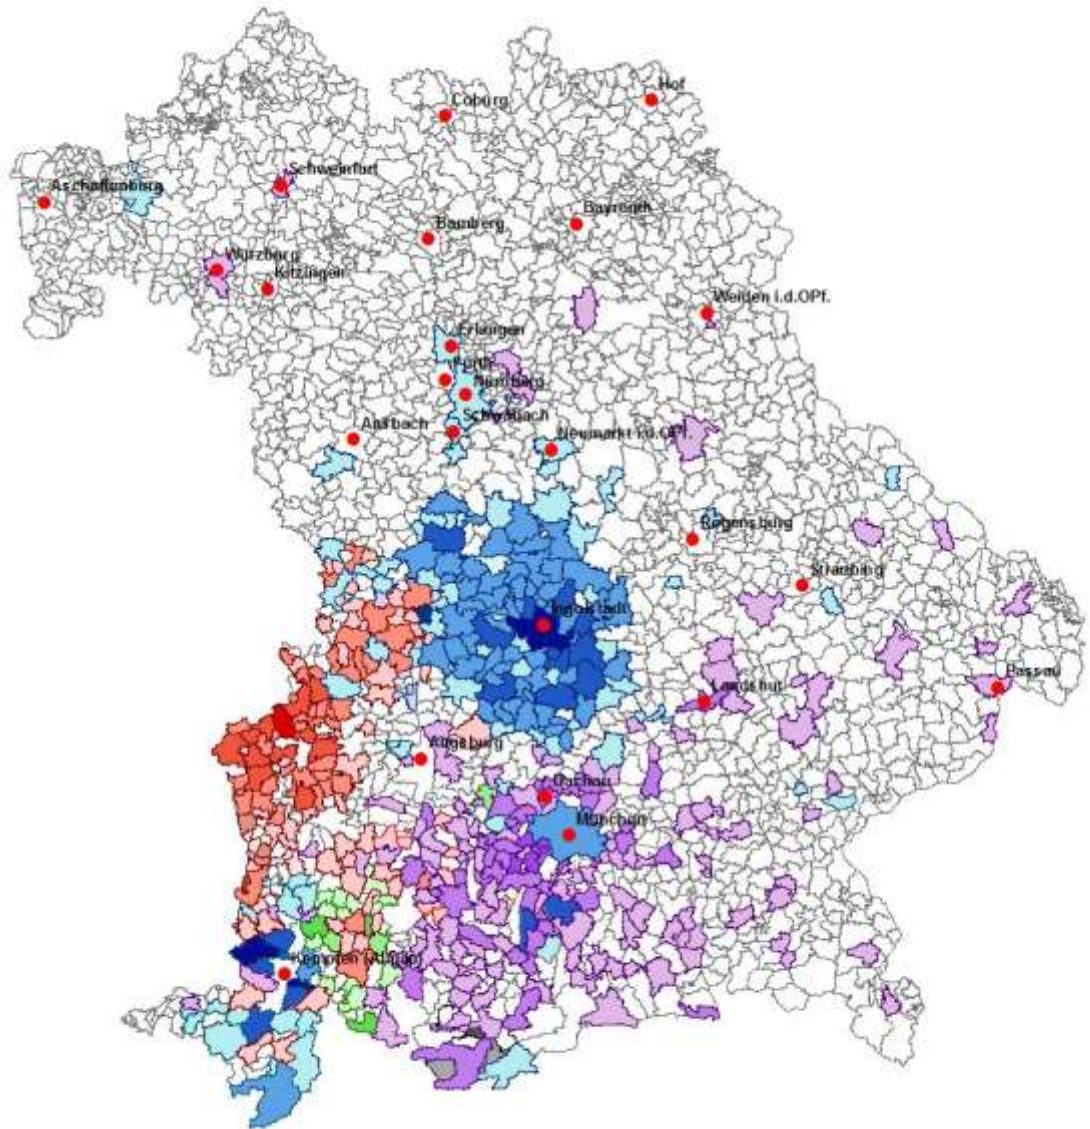 Hof
Coburg
Schweinfurt
Aschaffenburg
Bayreuth
Bamberg
Würzburg
Kitzingen
Weiden i.d.OPf.
Erlangen
Fürth
Nürnberg
Schwabach
Ansbach
Neumarkt i.d.OPf.
Regensburg
Straubing
Ingolstadt
Passau
Landshut
Augsburg
Dachau
München
Kempten (Allgäu)